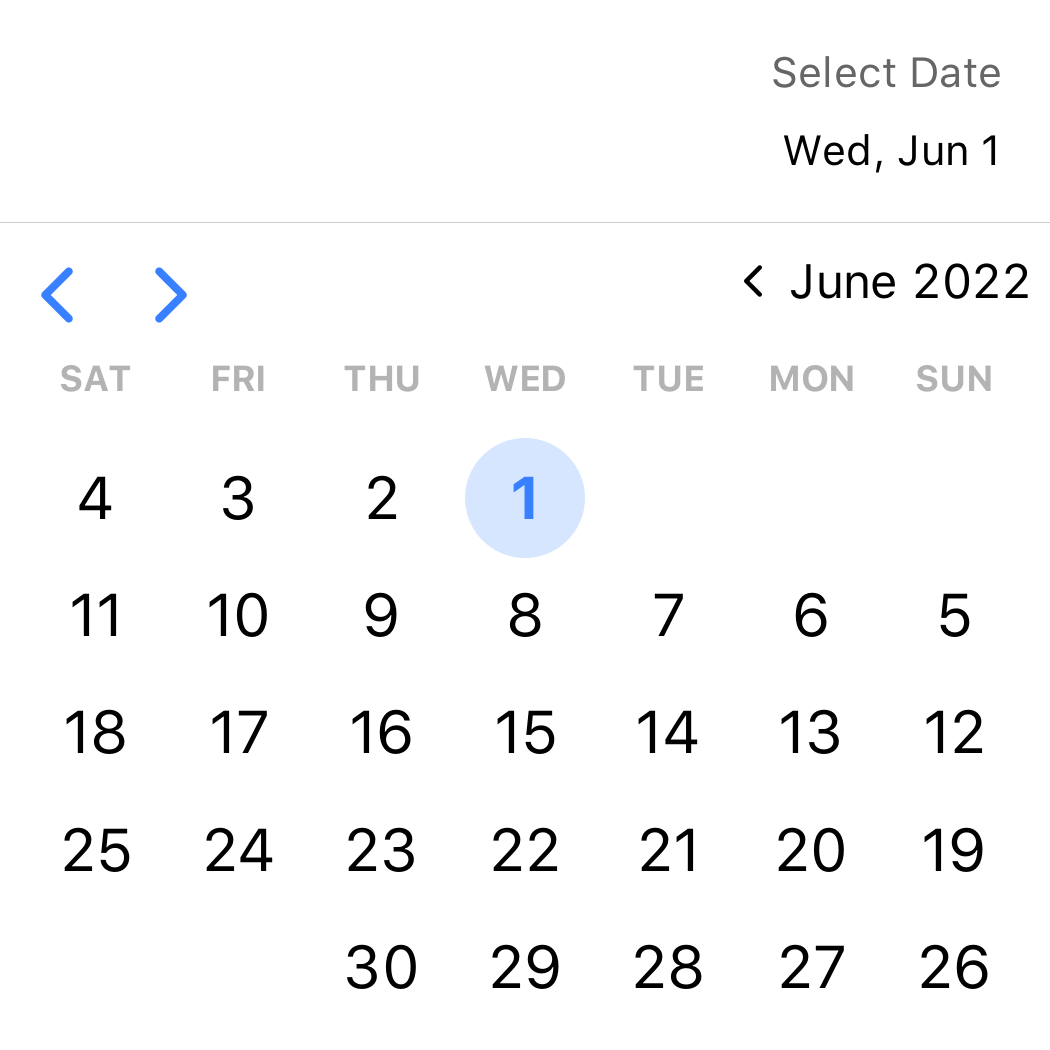 Select Date
Wed, Jun 1
June 2022
SAT FRI THU WED TUE MON SUN
4 3 2 1
11 10 9 8 7 6 5
18 17 16 15 14 13 12
25 24 23 22 21 20 19
30 29 28 27 26